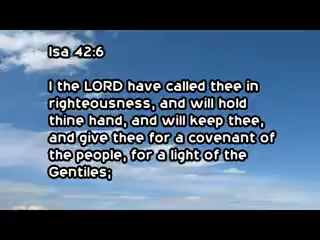 Isa 42:6
I the LORD have called thee in
righteousness, and will hold
thine hand, and will keep thee,
and give thee for a covenant of
the people, for a light of the
Gentiles;